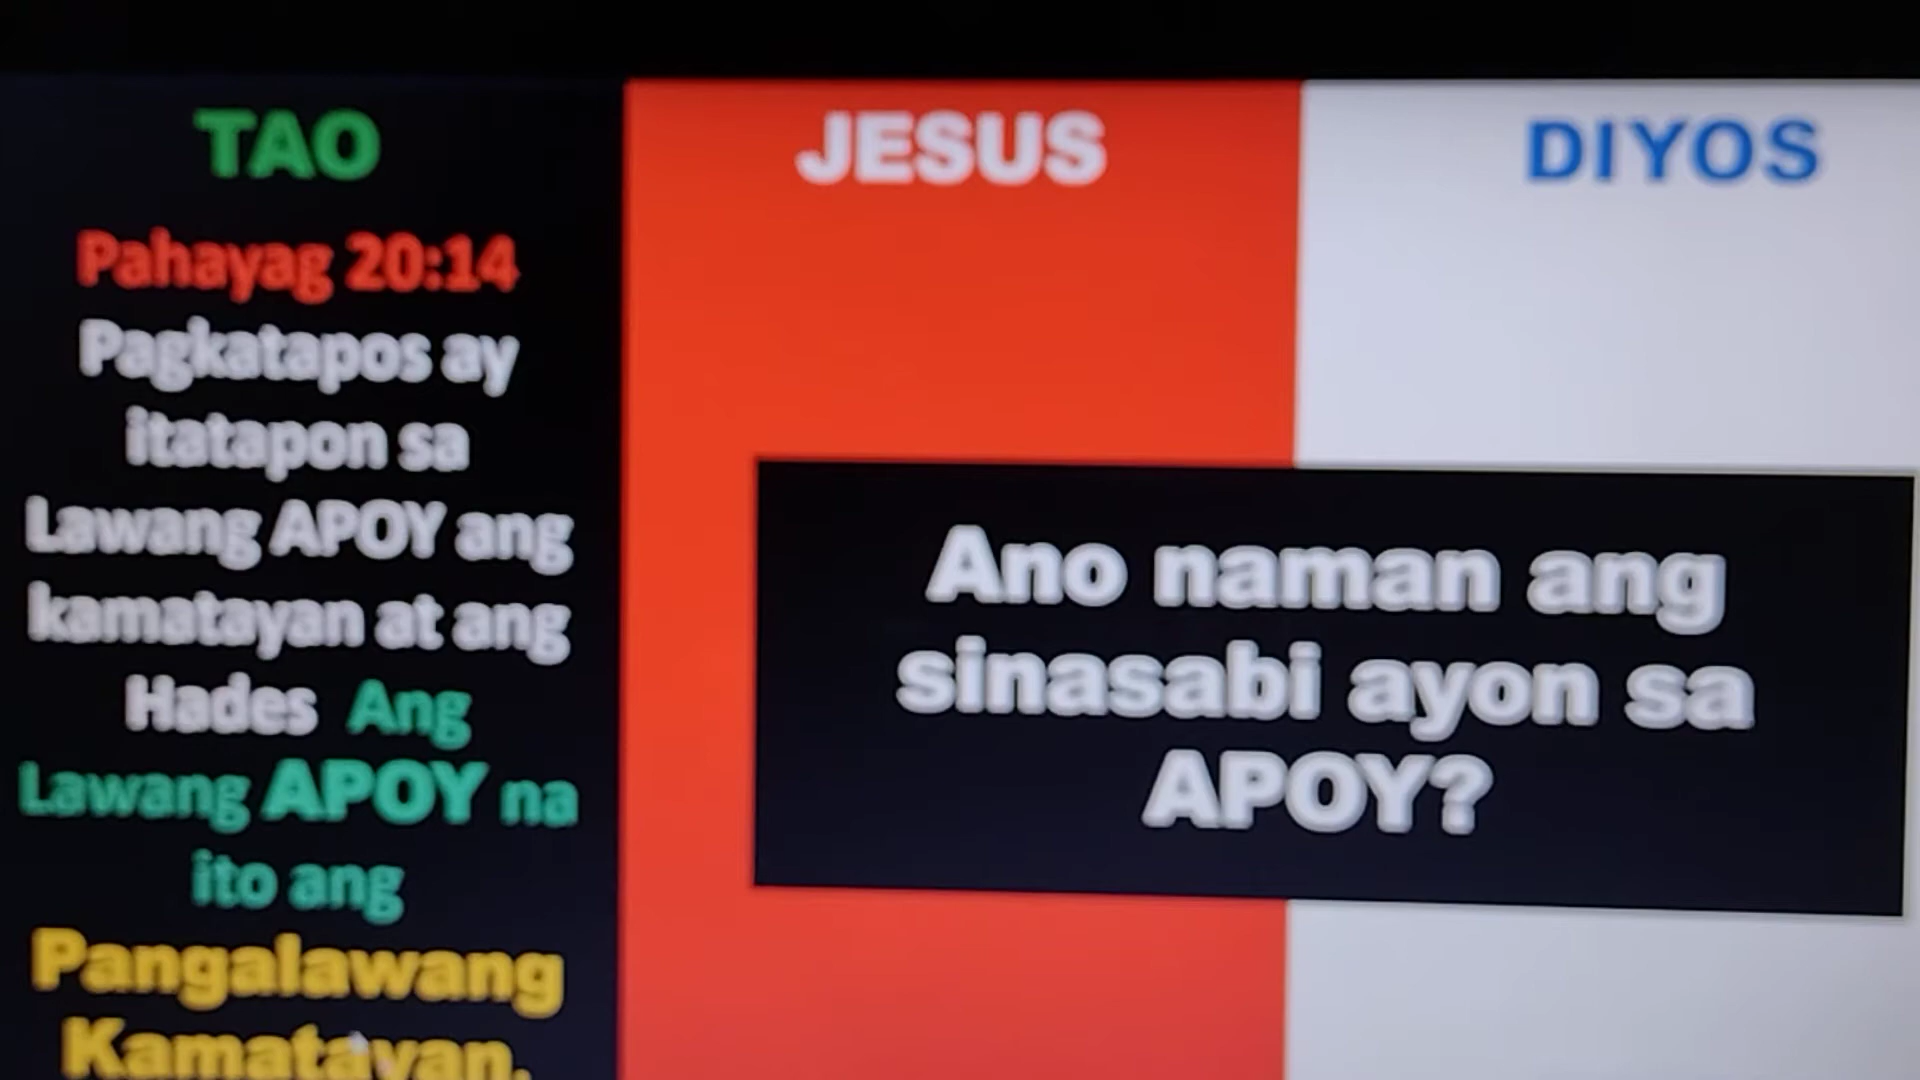 TAO
Pahayag 20:14
Pagkatapos ay
itatapon sa
Lawang APOY ang
kamatayan at ang
Hades Ang
Lawang APOY na
ito ang
Pangalawang
Kamatayan.
JESUS
DIYOS
Ano naman ang
sinasabi ayon sa
APOY?